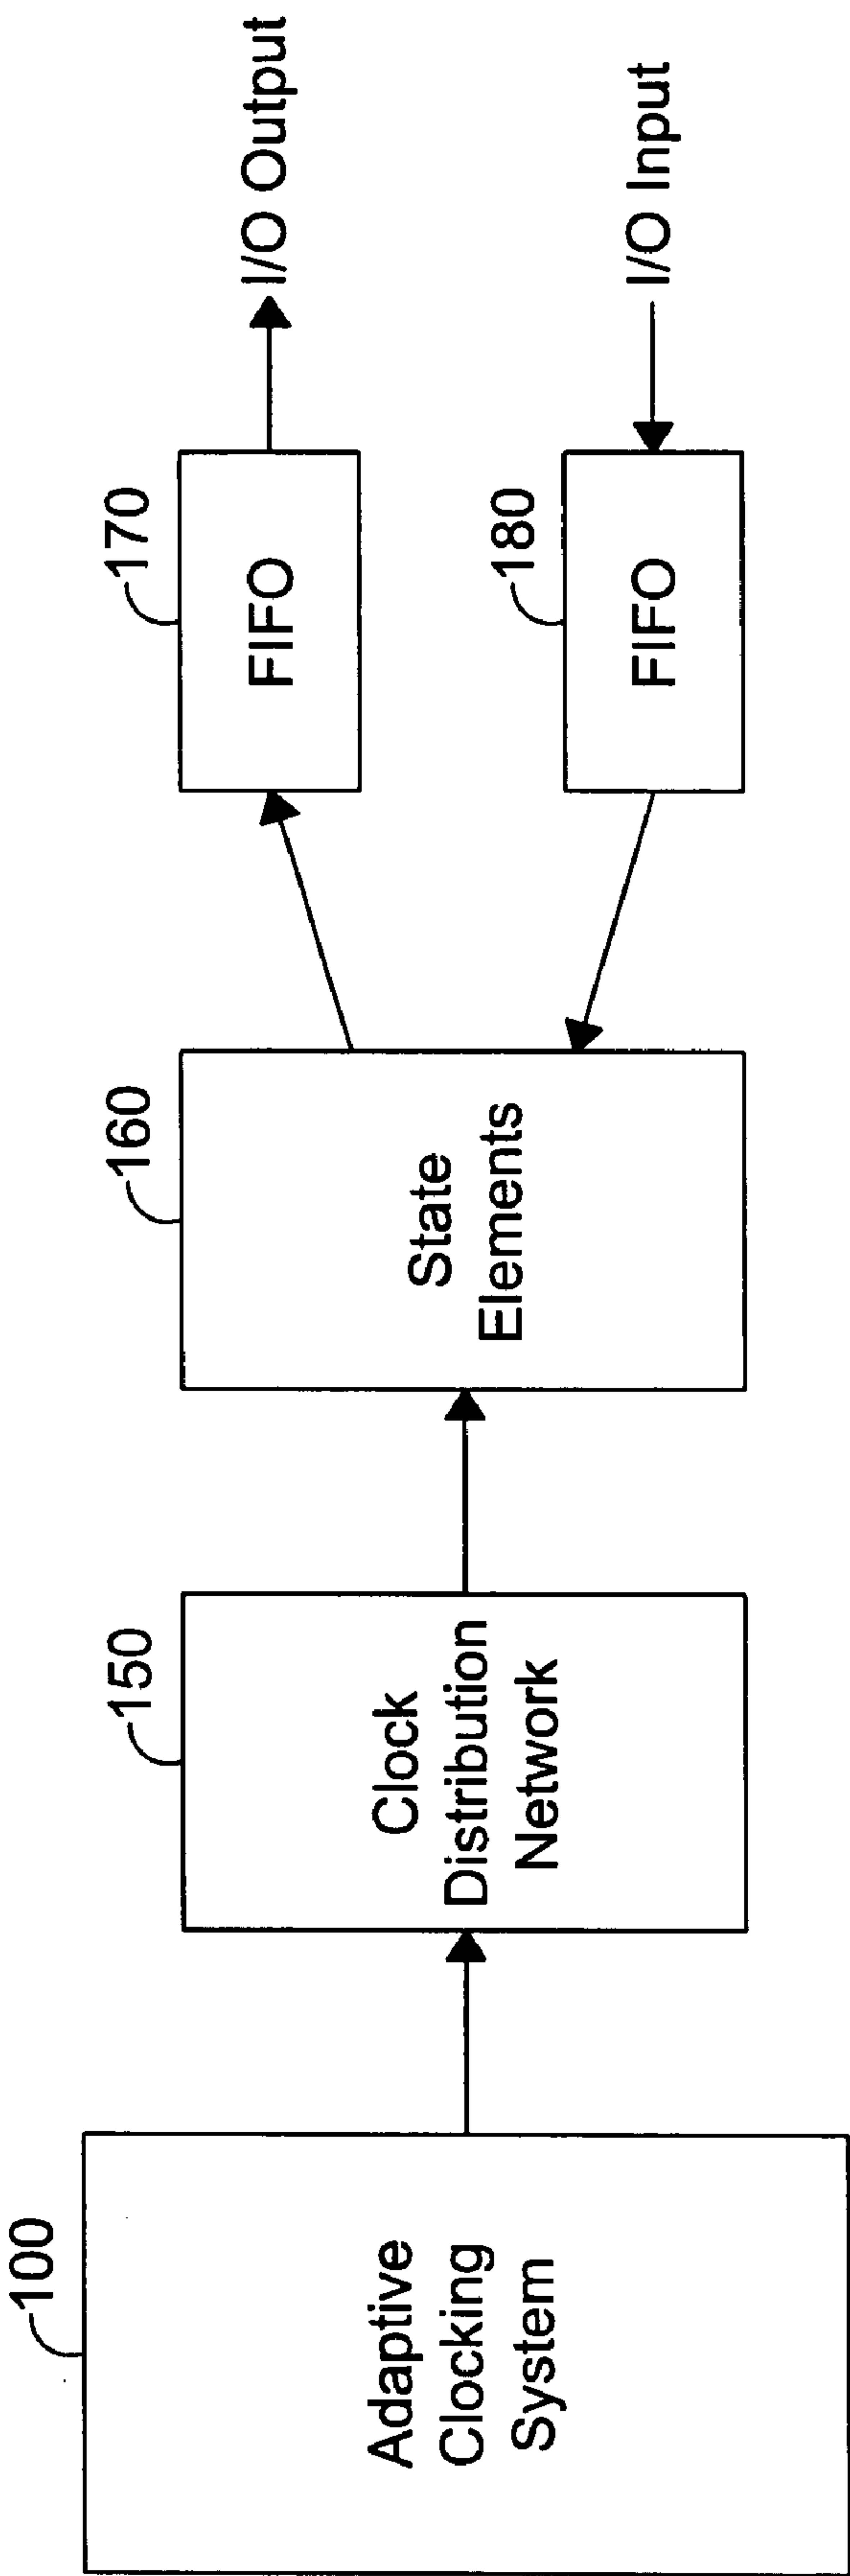 100
Adaptive
Clocking
System
150
Clock
Distribution
Network
160
State
Elements
170
FIFO
I/O Output
180
FIFO
I/O Input